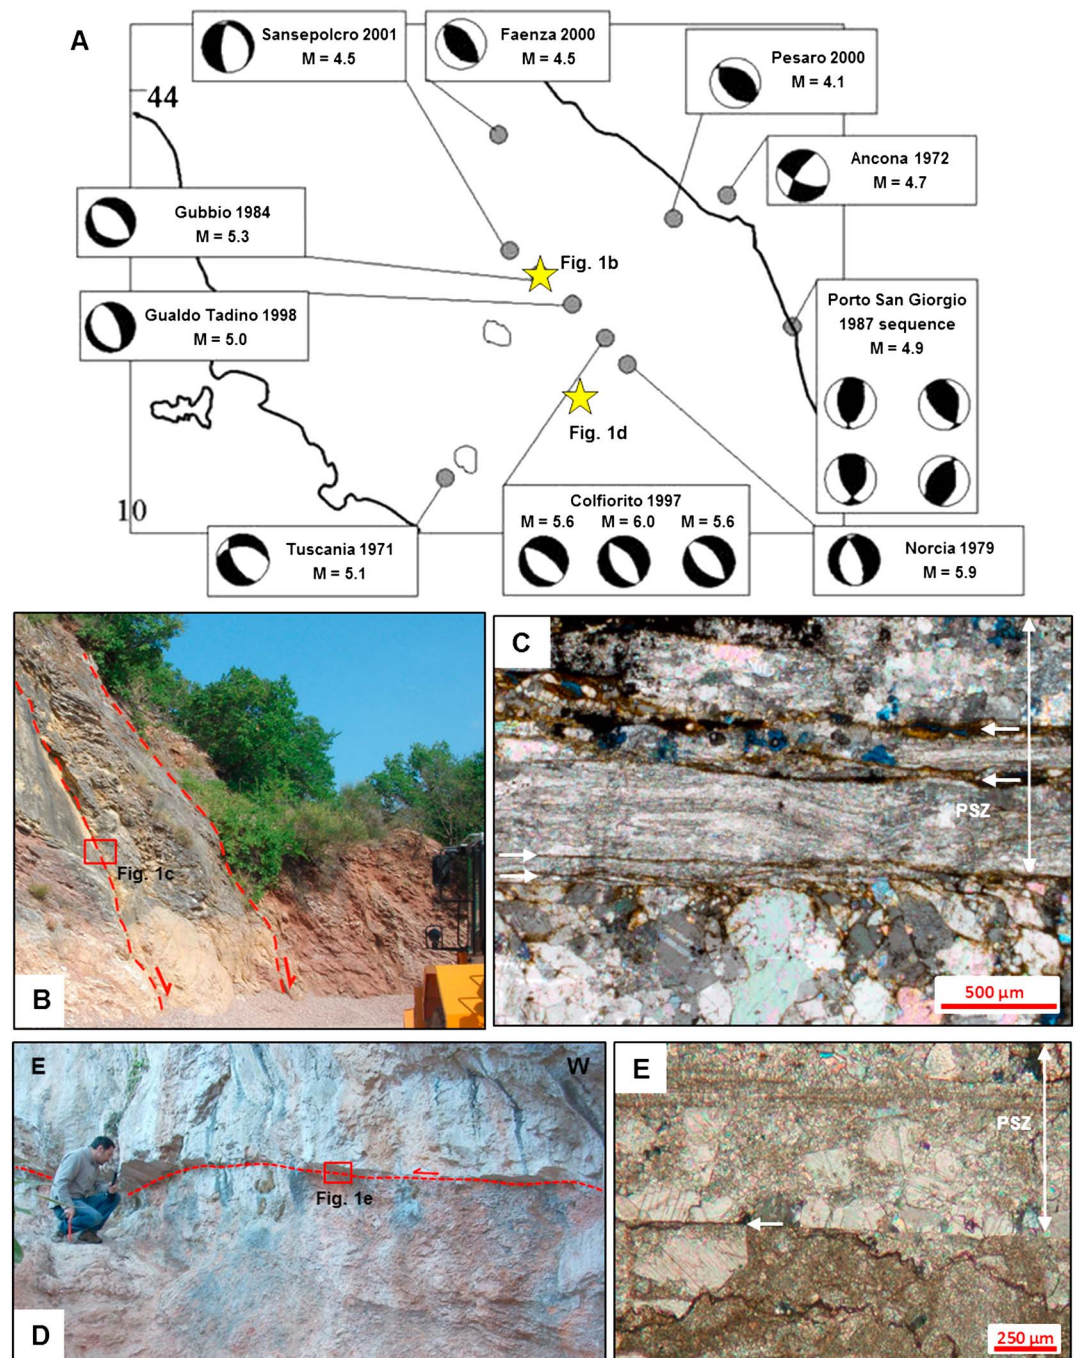 A
Sansepolcro 2001
M = 4.5
Faenza 2000
M = 4.5
Pesaro 2000
M = 4.1
44
Ancona 1972
M = 4.7
Gubbio 1984
M = 5.3
Fig. 1b
Gualdo Tadino 1998
M = 5.0
Porto San Giorgio
1987 sequence
M = 4.9
Fig. 1d
10
Colfiorito 1997
M = 5.6 M = 6.0 M = 5.6
Tuscania 1971
M = 5.1
Norcia 1979
M = 5.9
Fig. 1c
B
C
PSZ
500 µm
E W
Fig. 1e
D
E
PSZ
250 µm